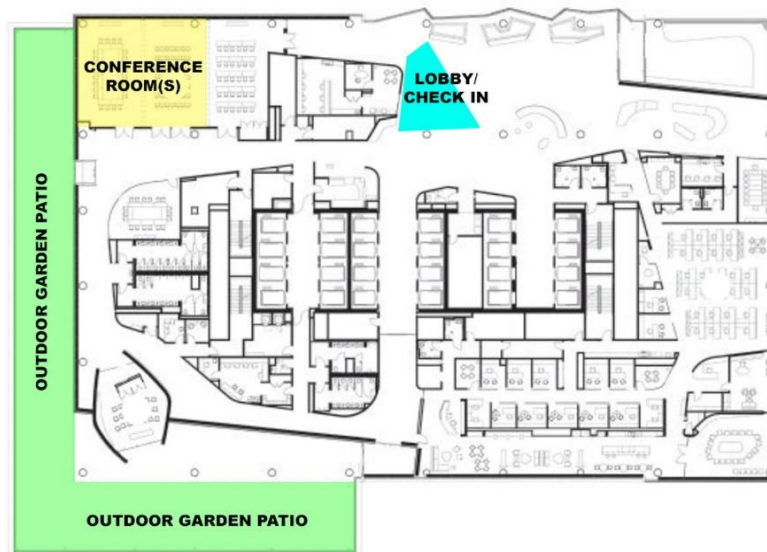 CONFERENCE
ROOM(S)
LOBBY/
CHECK IN
OUTDOOR GARDEN PATIO
OUTDOOR GARDEN PATIO